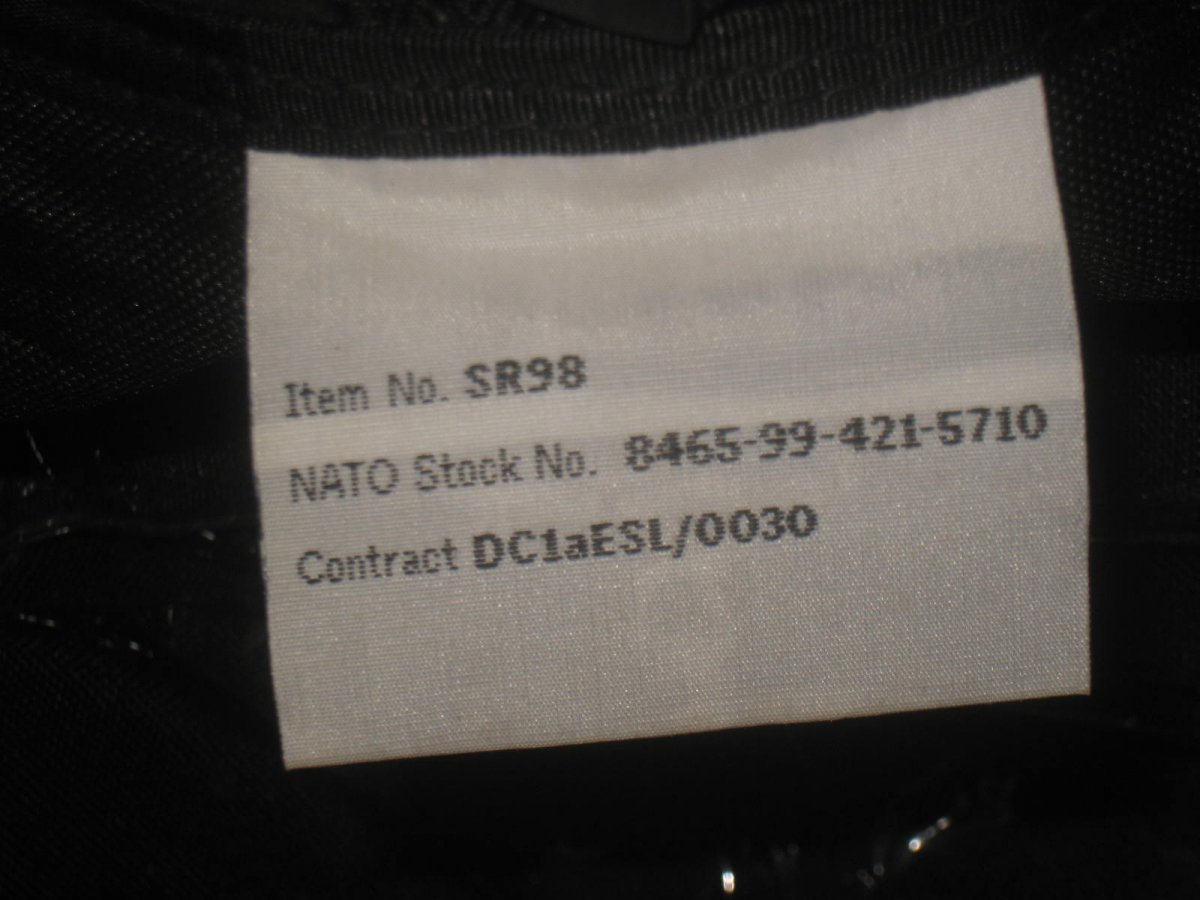 Item No. SR98
NATO Stock No. 8465-99-421-5710
Contract DC1aESL/0030